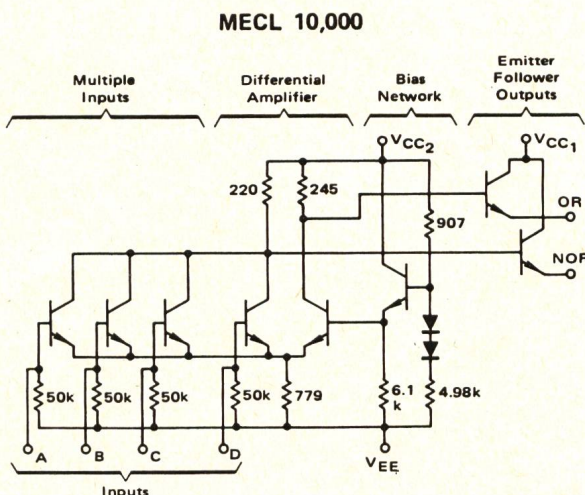 MECL 10,000
Multiple
Inputs
Differential
Amplifier
Bias
Network
Emitter
Follower
Outputs
VCC2
VCC1
220
245
907
OR
NOR
50k
50k
50k
50k
779
6.1
k
4.98k
A
B
C
D
VEE
Inputs